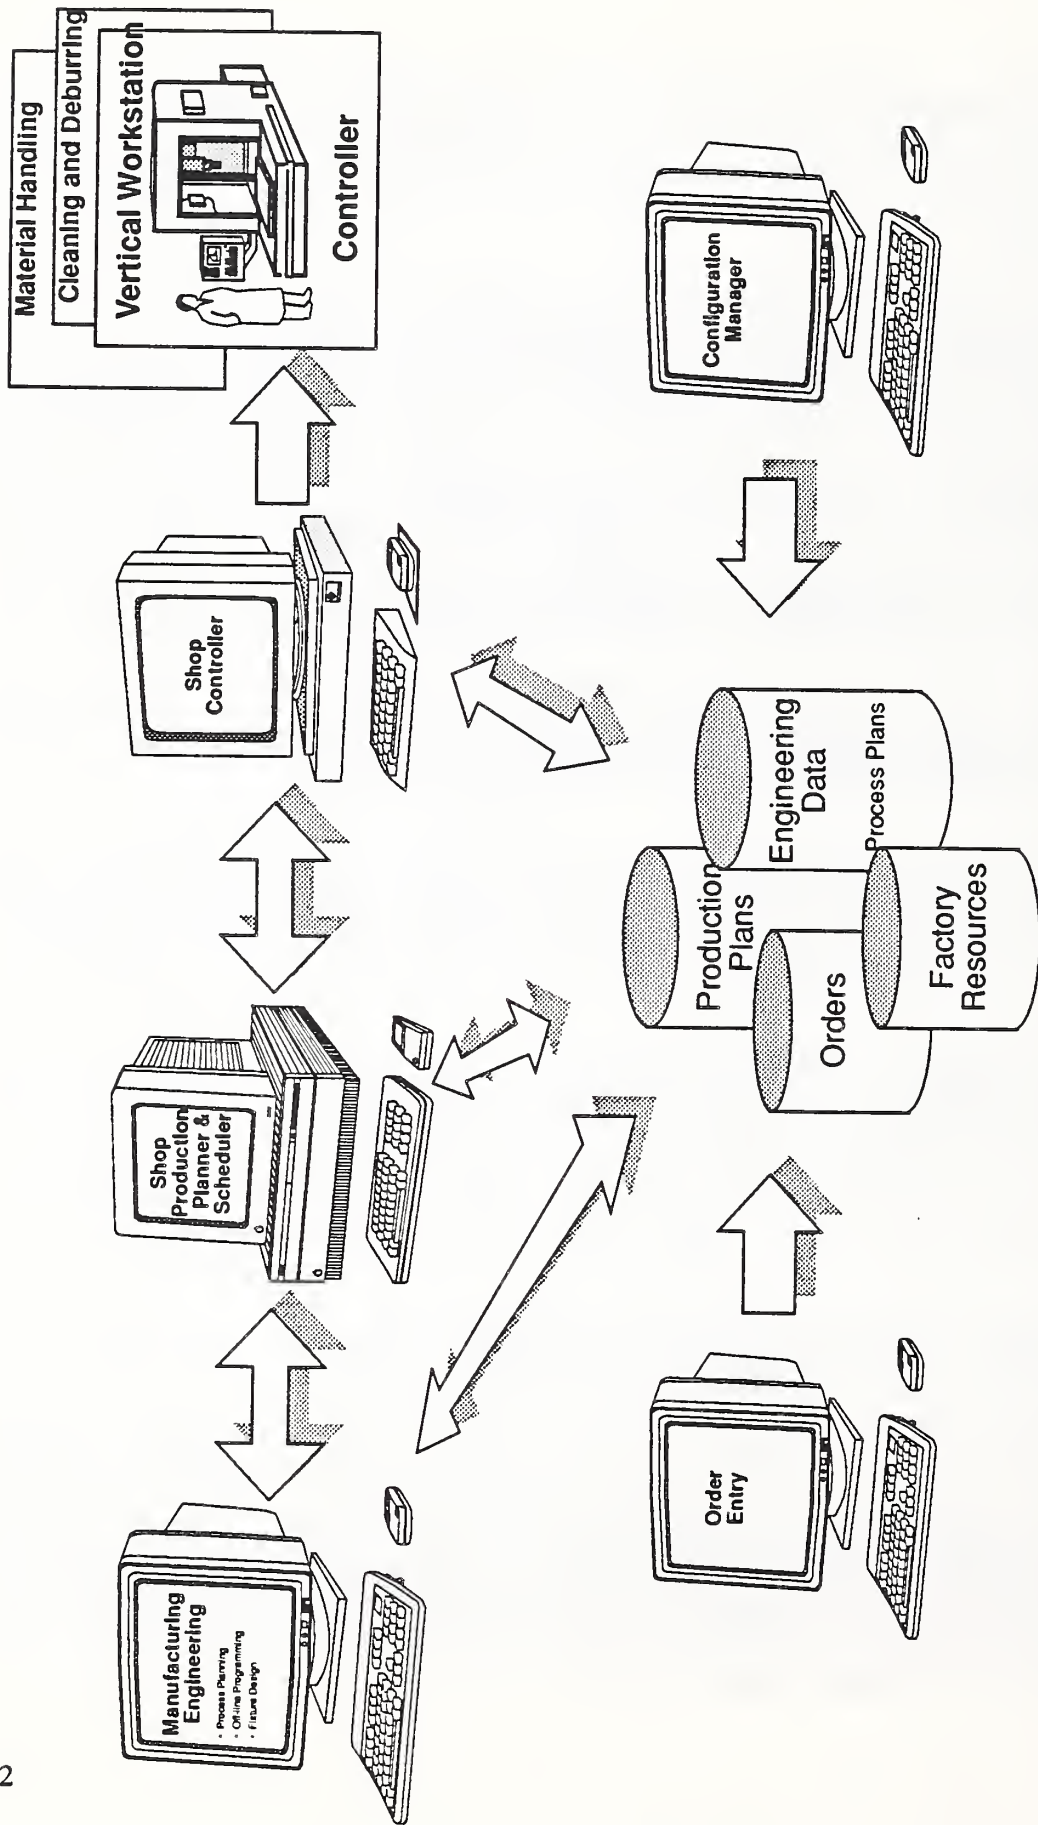 Material Handling
Cleaning and Deburring
Vertical Workstation
Controller
Shop
Controller
Shop
Production
Planner &
Scheduler
Manufacturing
Engineering
• Process Planning
• Off-line Programming
• Fixture Design
Configuration
Manager
Engineering
Data
Process Plans
Production
Plans
Orders
Factory
Resources
Order
Entry
2